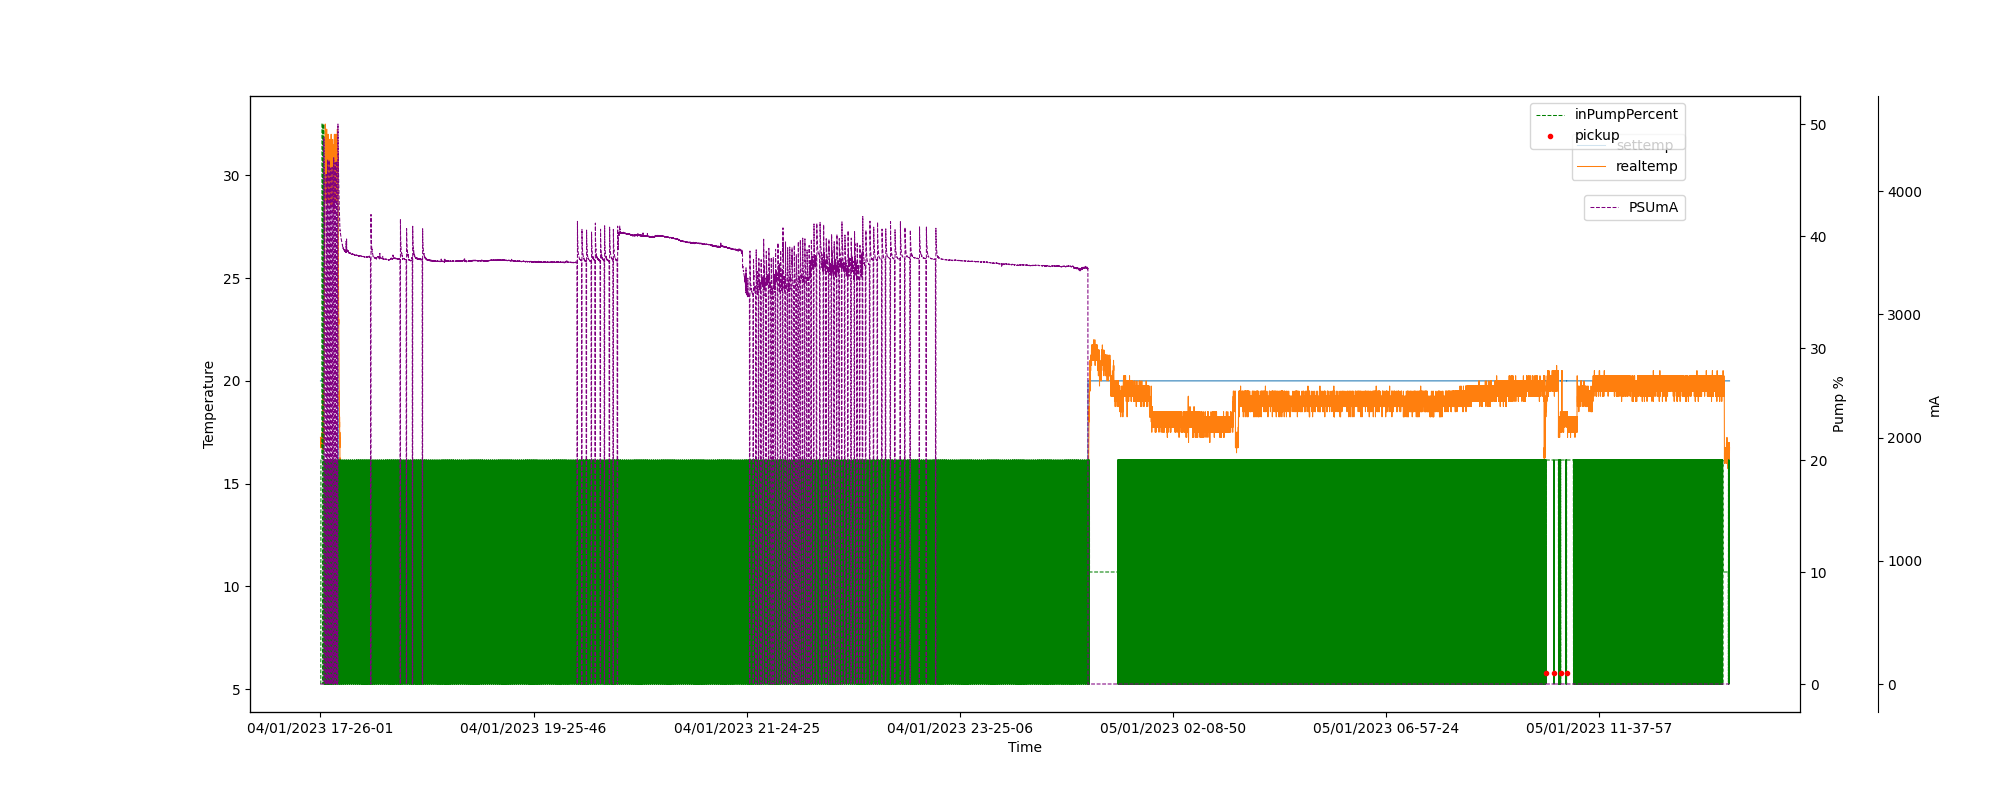 inPumpPercent
pickup
settemp
realtemp
PSUmA
30
25
20
15
10
5
Temperature
50
40
30
20
10
0
Pump %
4000
3000
2000
1000
0
mA
04/01/2023 17-26-01
04/01/2023 19-25-46
04/01/2023 21-24-25
04/01/2023 23-25-06
05/01/2023 02-08-50
05/01/2023 06-57-24
05/01/2023 11-37-57
Time